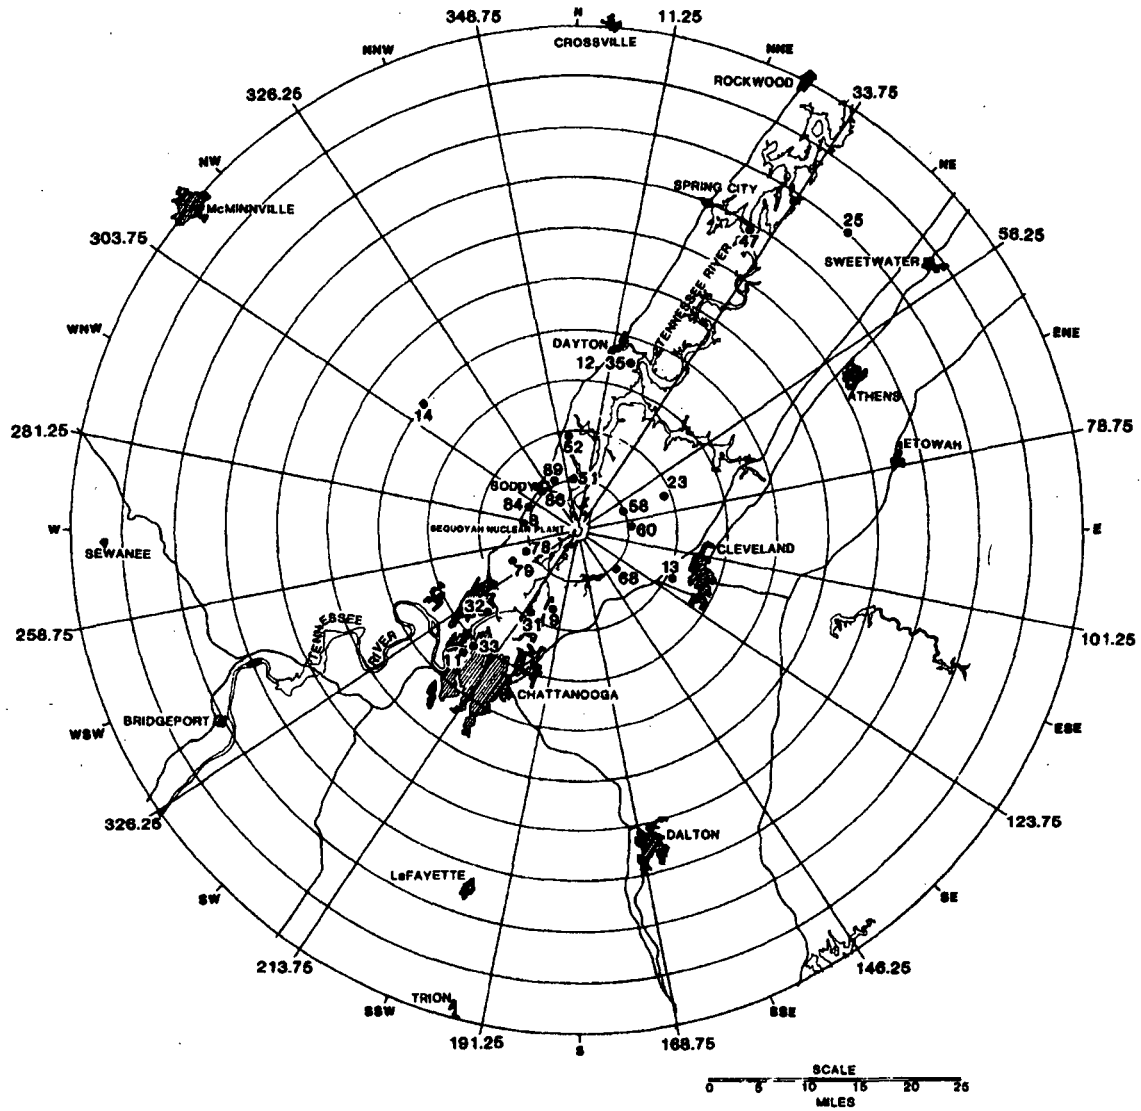 N
348.75
11.25
CROSSVILLE
NNW
NNE
ROCKWOOD
326.25
33.75
NW
NE
SPRING CITY
McMINNVILLE
25
47
303.75
58.25
SWEETWATER
TENNESSEE RIVER
WNW
ENE
DAYTON
12, 35
ATHENS
14
281.25
78.75
52
ETOWAH
89
SODDY
51
23
86
84
58
8
SEQUOYAH NUCLEAR PLANT
60
W
E
SEWANEE
78
CLEVELAND
79
68
13
32
31
9
258.75
101.25
TENNESSEE
RIVER
33
11
CHATTANOOGA
BRIDGEPORT
WSW
ESE
326.25
123.75
DALTON
LaFAYETTE
SW
SE
213.75
146.25
TRION
SSW
SSE
191.25
S
168.75
SCALE
0 5 10 15 20 25
MILES